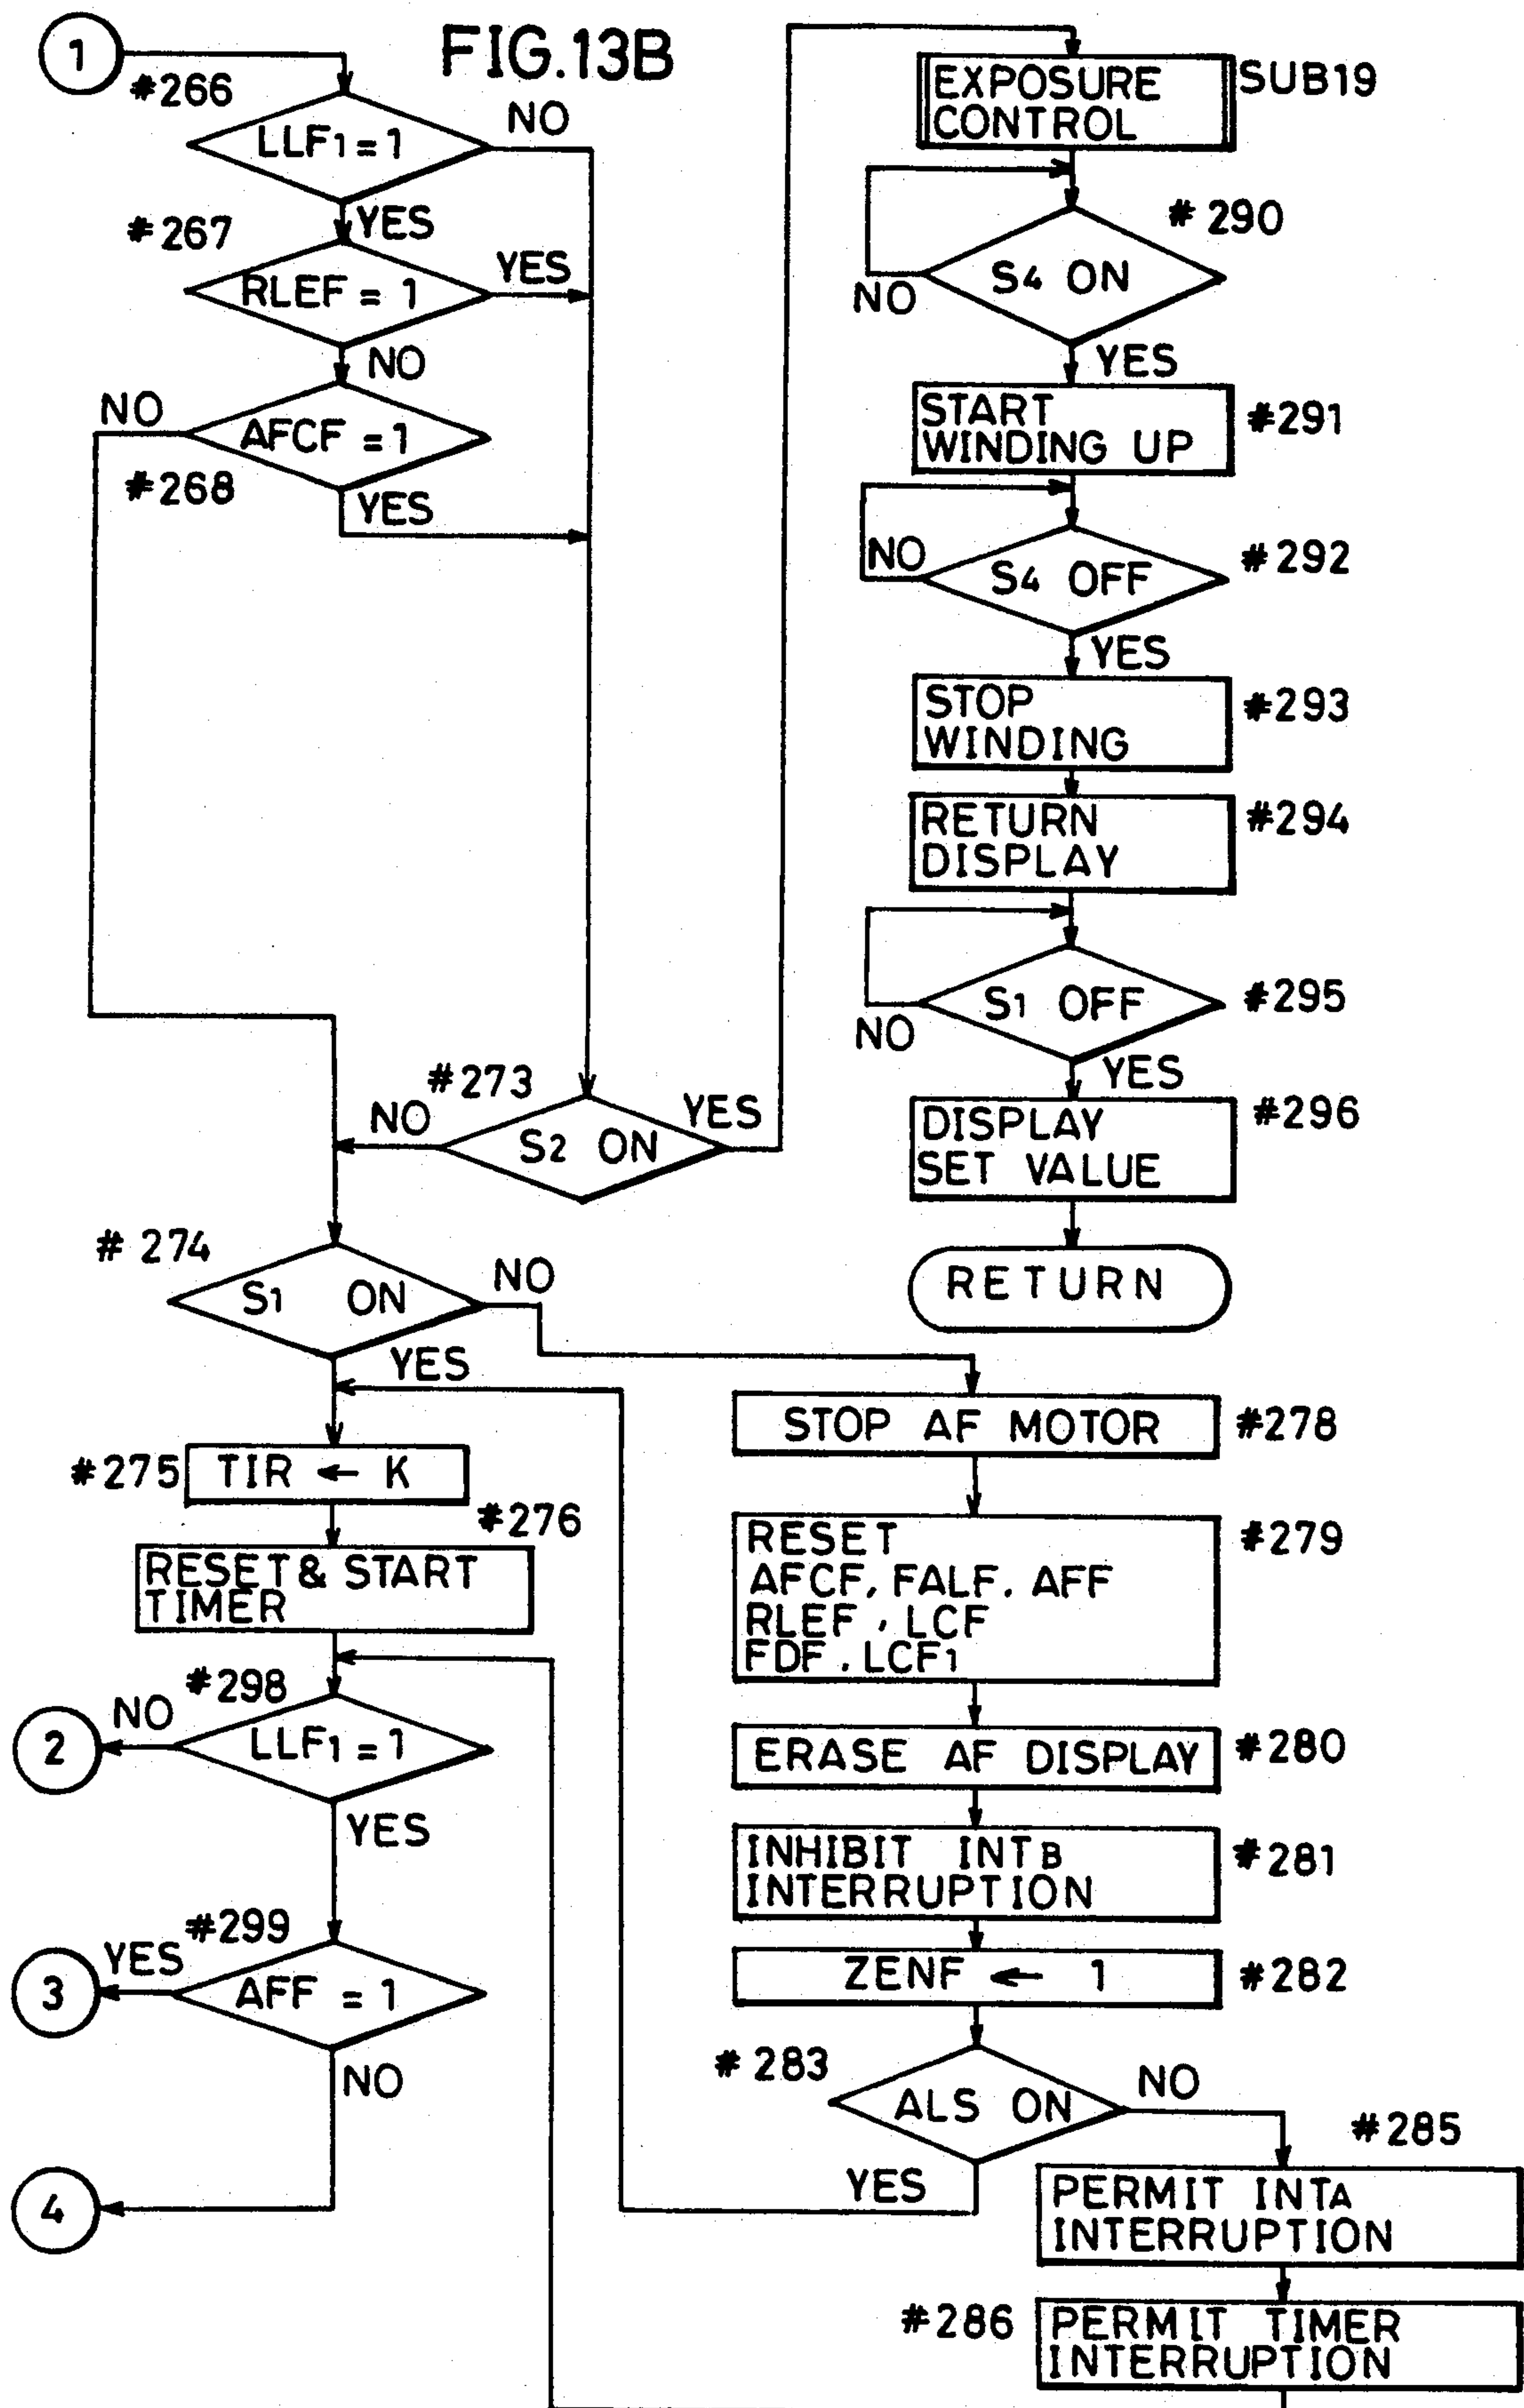 FIG.13B
1
#266
LLF1 = 1
NO
YES
#267
RLEF = 1
YES
NO
NO
AFCF = 1
#268
YES
#273
NO
S2 ON
YES
# 274
S1 ON
NO
YES
#275
TIR ← K
#276
RESET & START
TIMER
#298
NO
2
LLF1 = 1
YES
#299
YES
3
AFF = 1
NO
4
EXPOSURE
CONTROL
SUB19
# 290
S4 ON
NO
YES
START
WINDING UP
#291
NO
S4 OFF
#292
YES
STOP
WINDING
#293
RETURN
DISPLAY
#294
S1 OFF
#295
NO
YES
DISPLAY
SET VALUE
#296
RETURN
STOP AF MOTOR
#278
RESET
AFCF, FALF. AFF
RLEF , LCF
FDF . LCF1
#279
ERASE AF DISPLAY
#280
INHIBIT INTB
INTERRUPTION
#281
ZENF ← 1
#282
# 283
ALS ON
NO
YES
#285
PERMIT INTA
INTERRUPTION
#286
PERMIT TIMER
INTERRUPTION